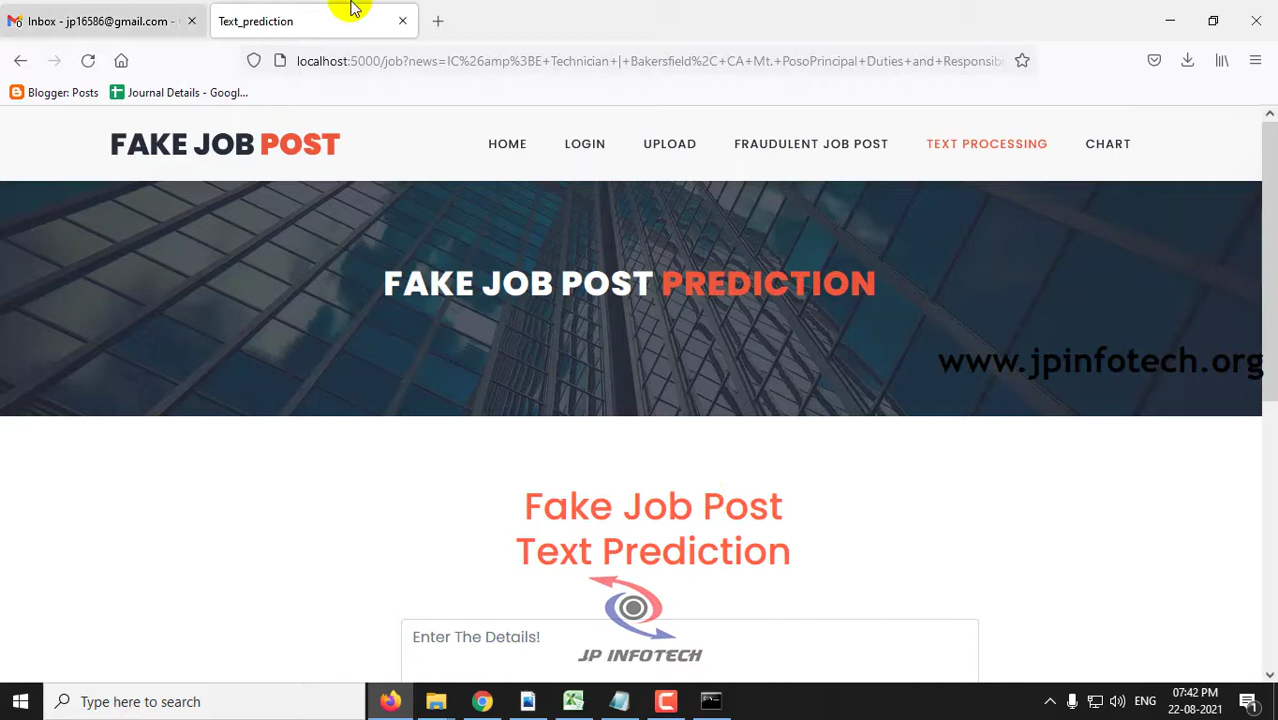 Inbox - jp16586@gmail.com -
Text_prediction
localhost:5000/job?news=IC%26amp%3BE+Technician+|+Bakersfield%2C+CA+Mt.+PosoPrincipal+Duties+and+Responsib
Blogger: Posts
Journal Details - Googl...
FAKE JOB POST
HOME
LOGIN
UPLOAD
FRAUDULENT JOB POST
TEXT PROCESSING
CHART
FAKE JOB POST PREDICTION
www.jpinfotech.org
Fake Job Post
Text Prediction
Enter The Details!
JP INFOTECH
Type here to search
ENG
07:42 PM
22-08-2021
1